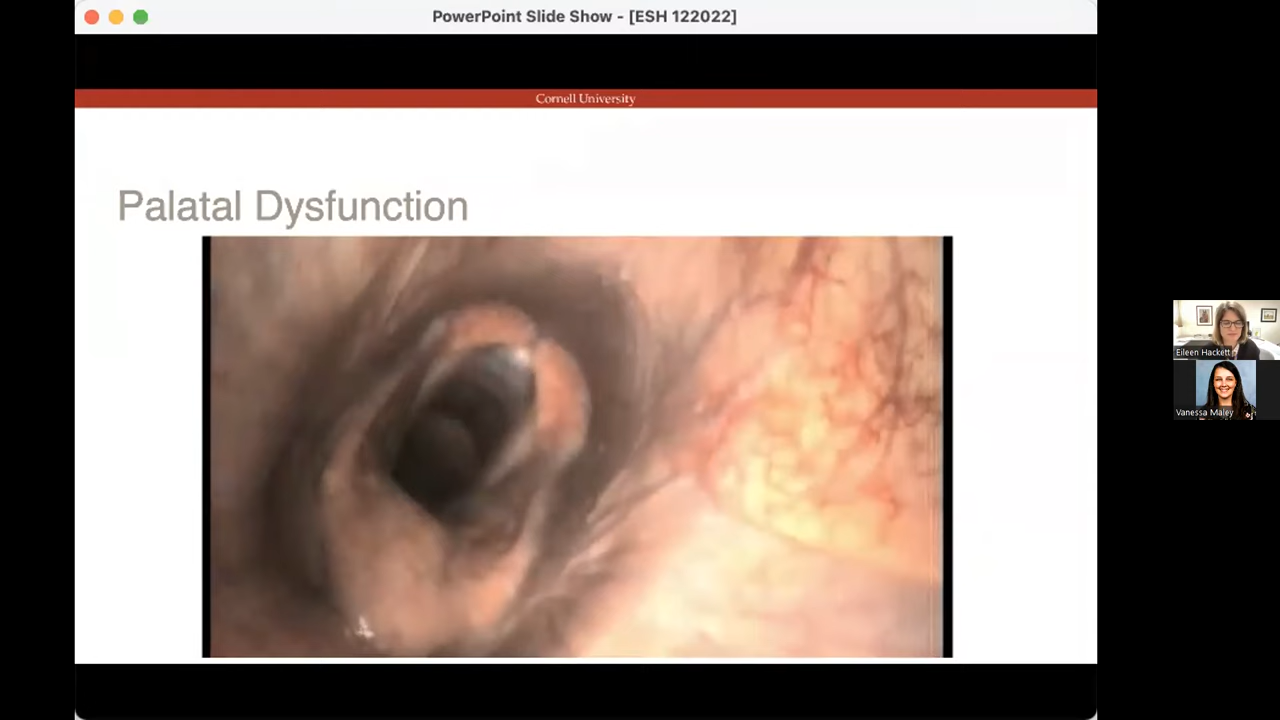 PowerPoint Slide Show - [ESH 122022]
Cornell University
Palatal Dysfunction
Eileen Hackett
Vanessa Maley